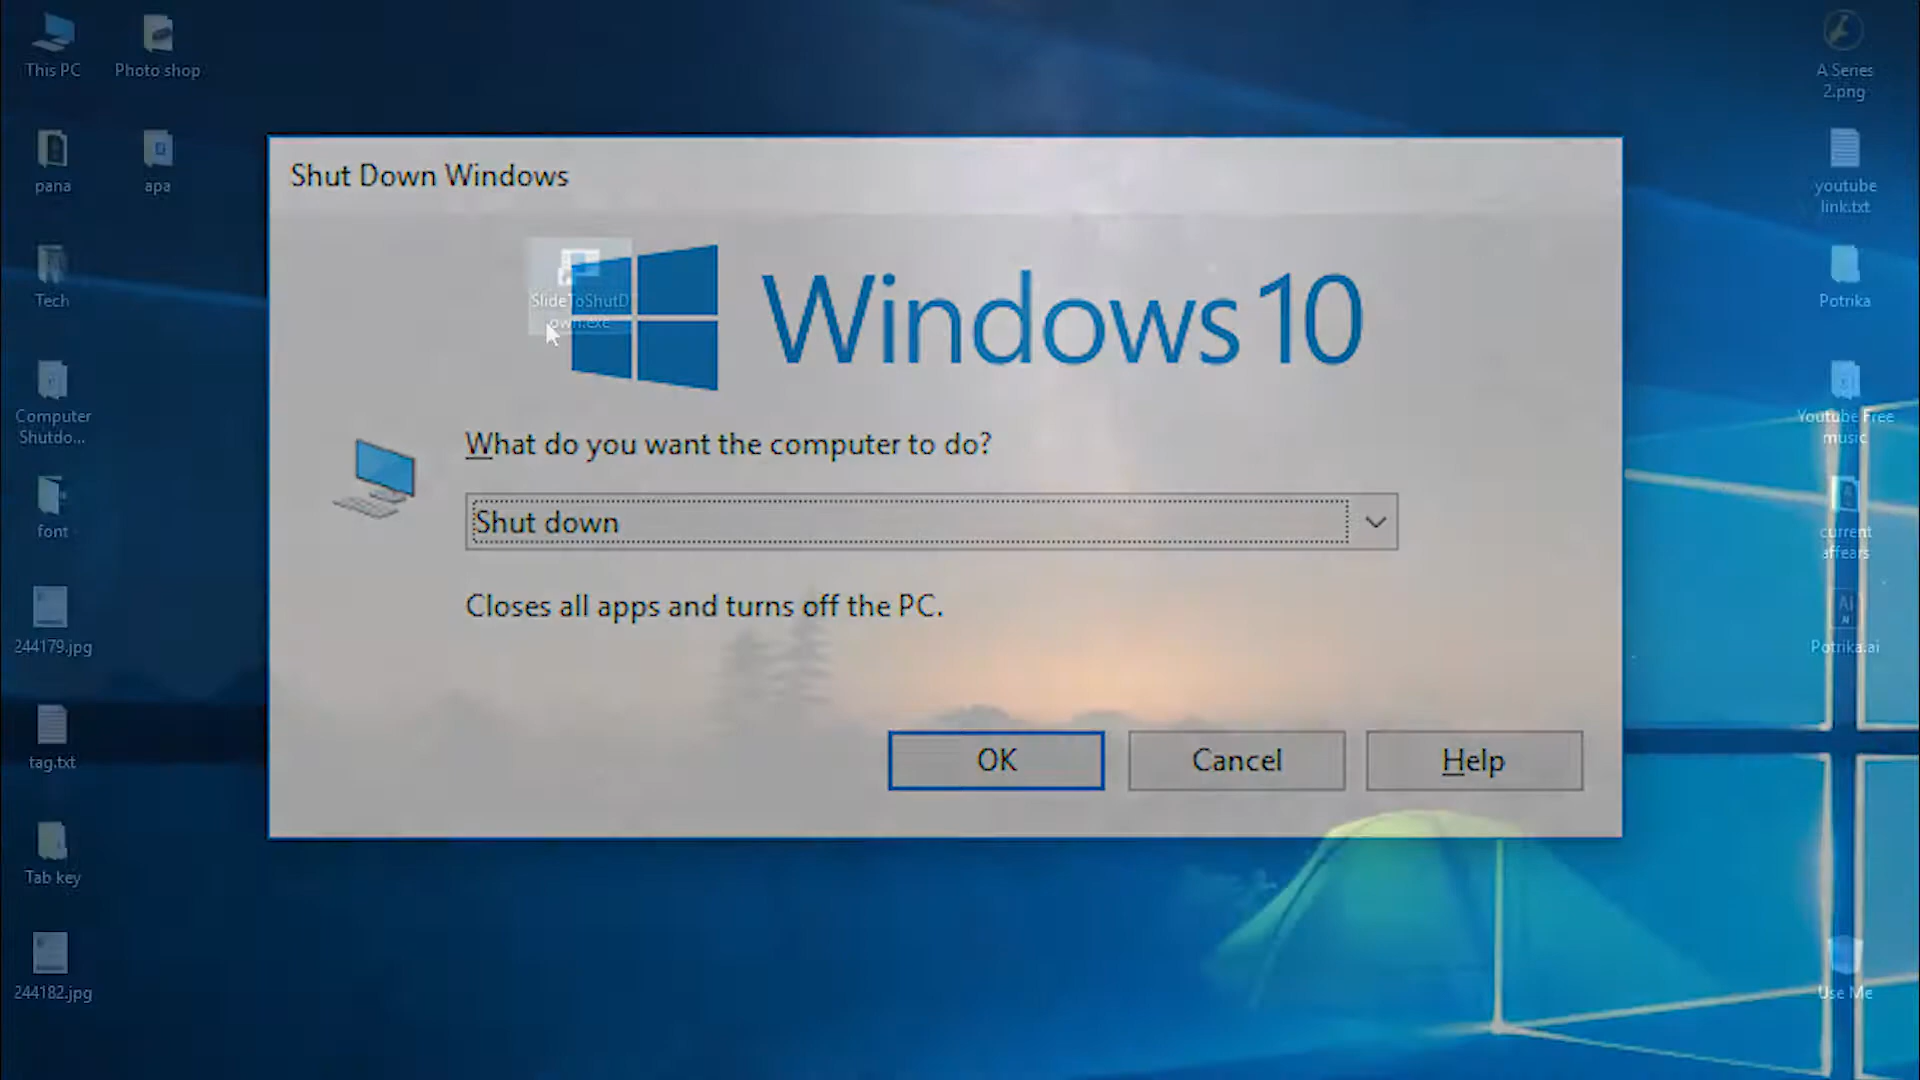 This PC
Photo shop
A Series
2.png
pana
apa
youtube
link.txt
Tech
Potrika
Computer
Shutdo...
Youtube Free
music
font
current
affears
244179.jpg
Potrika.ai
tag.txt
Tab key
244182.jpg
Use Me
Shut Down Windows
SlideToShutD
own.exe
Windows 10
What do you want the computer to do?
Shut down
Closes all apps and turns off the PC.
OK
Cancel
Help